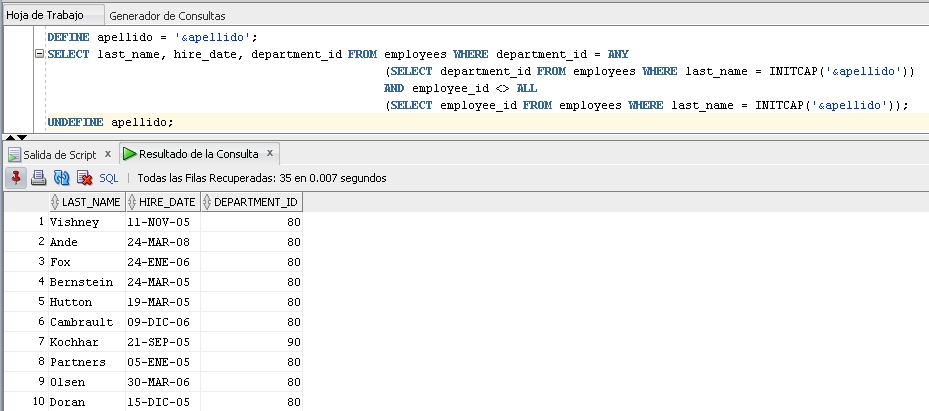 Hoja de Trabajo Generador de Consultas
DEFINE apellido = '&apellido';
SELECT last_name, hire_date, department_id FROM employees WHERE department_id = ANY
(SELECT department_id FROM employees WHERE last_name = INITCAP('&apellido'))
AND employee_id <> ALL
(SELECT employee_id FROM employees WHERE last_name = INITCAP('&apellido'));
UNDEFINE apellido;
Salida de Script x Resultado de la Consulta x
SQL | Todas las Filas Recuperadas: 35 en 0.007 segundos
LAST_NAME HIRE_DATE DEPARTMENT_ID
1 Vishney 11-NOV-05 80
2 Ande 24-MAR-08 80
3 Fox 24-ENE-06 80
4 Bernstein 24-MAR-05 80
5 Hutton 19-MAR-05 80
6 Cambrault 09-DIC-06 80
7 Kochhar 21-SEP-05 90
8 Partners 05-ENE-05 80
9 Olsen 30-MAR-06 80
10 Doran 15-DIC-05 80